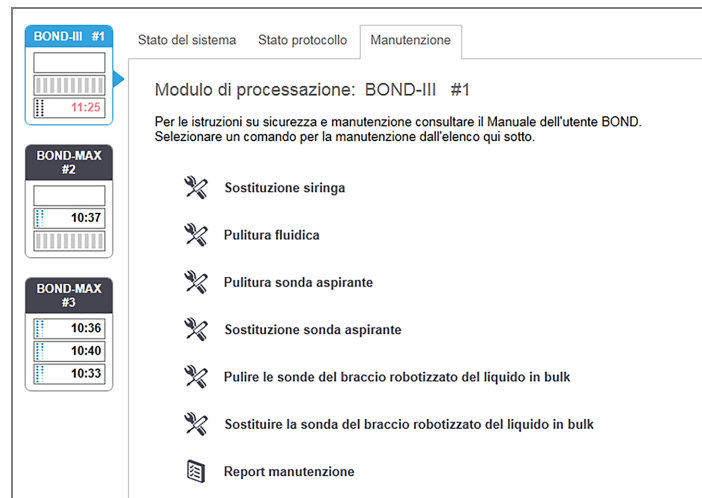 BOND-III #1
11:25
BOND-MAX
#2
10:37
BOND-MAX
#3
10:36
10:40
10:33
Stato del sistema Stato protocollo Manutenzione
Modulo di processazione: BOND-III #1
Per le istruzioni su sicurezza e manutenzione consultare il Manuale dell'utente BOND.
Selezionare un comando per la manutenzione dall'elenco qui sotto.
Sostituzione siringa
Pulitura fluidica
Pulitura sonda aspirante
Sostituzione sonda aspirante
Pulire le sonde del braccio robotizzato del liquido in bulk
Sostituire la sonda del braccio robotizzato del liquido in bulk
Report manutenzione